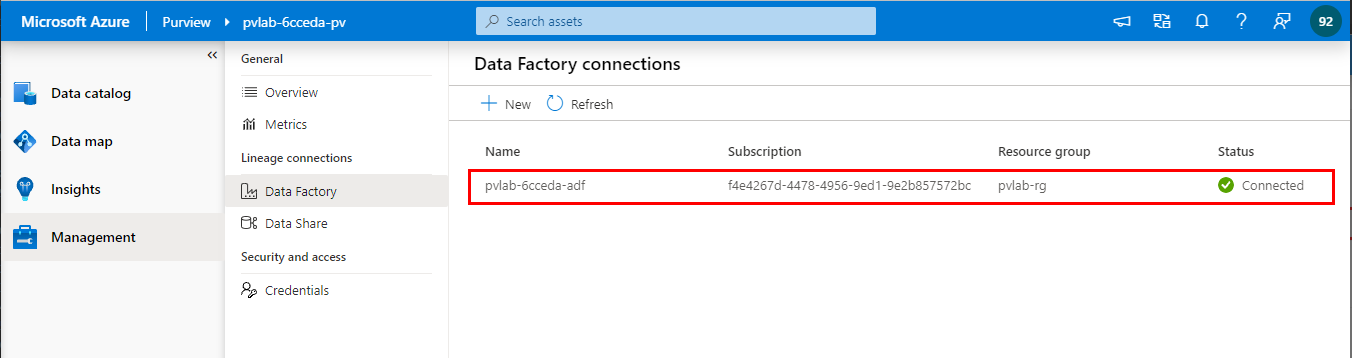 Microsoft Azure Purview pvlab-6cceda-pv Search assets 92
Data catalog
Data map
Insights
Management
General
Overview
Metrics
Lineage connections
Data Factory
Data Share
Security and access
Credentials
Data Factory connections
New Refresh
Name Subscription Resource group Status
pvlab-6cceda-adf f4e4267d-4478-4956-9ed1-9e2b857572bc pvlab-rg Connected